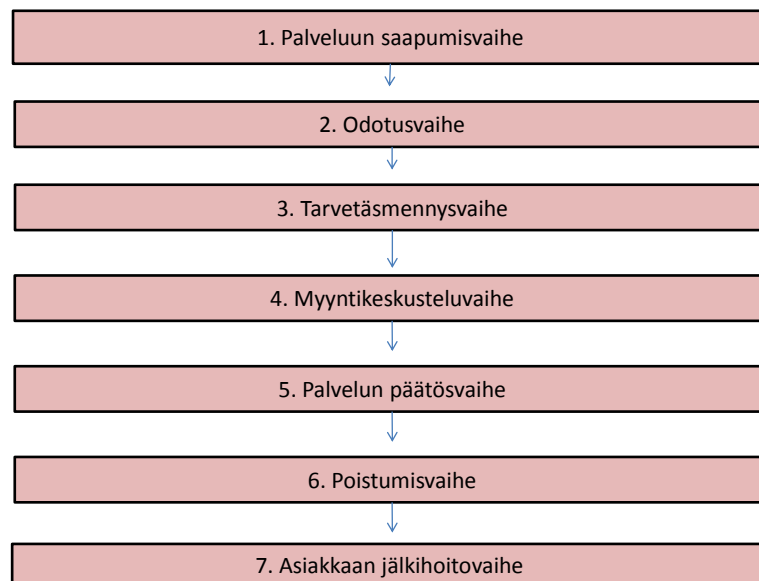 1. Palveluun saapumisvaihe
2. Odotusvaihe
3. Tarvetäsmennysvaihe
4. Myyntikeskusteluvaihe
5. Palvelun päätösvaihe
6. Poistumisvaihe
7. Asiakkaan jälkihoitovaihe